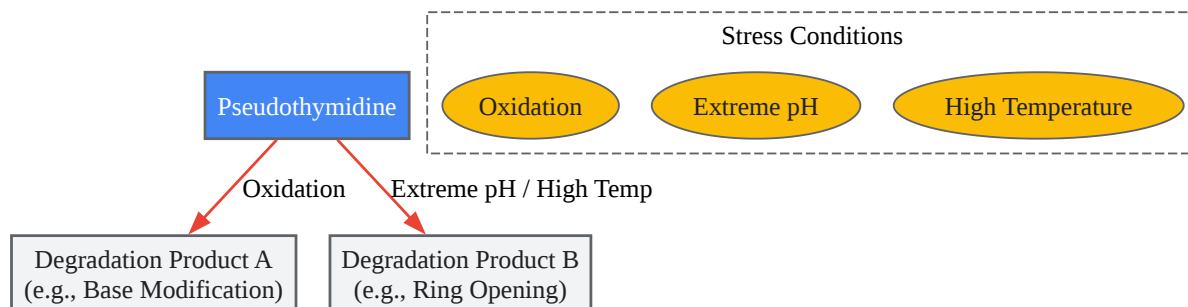 Stress Conditions
Pseudothymidine
Oxidation
Extreme pH
High Temperature
Oxidation
Extreme pH / High Temp
Degradation Product A
(e.g., Base Modification)
Degradation Product B
(e.g., Ring Opening)